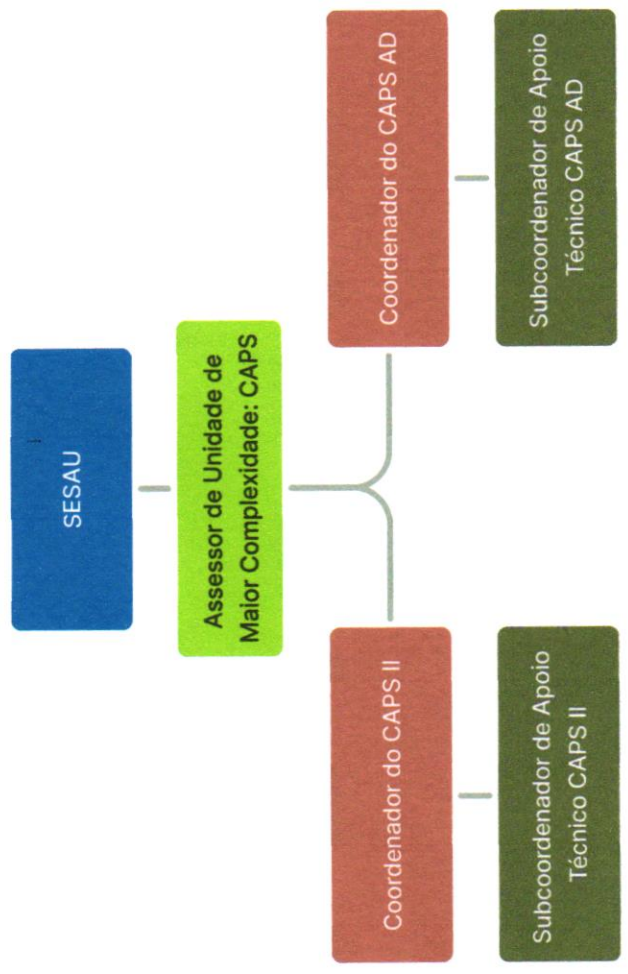 SESAU
Assessor de Unidade de
Maior Complexidade: CAPS
Coordenador do CAPS II
Coordenador do CAPS AD
Subcoordenador de Apoio
Técnico CAPS II
Subcoordenador de Apoio
Técnico CAPS AD